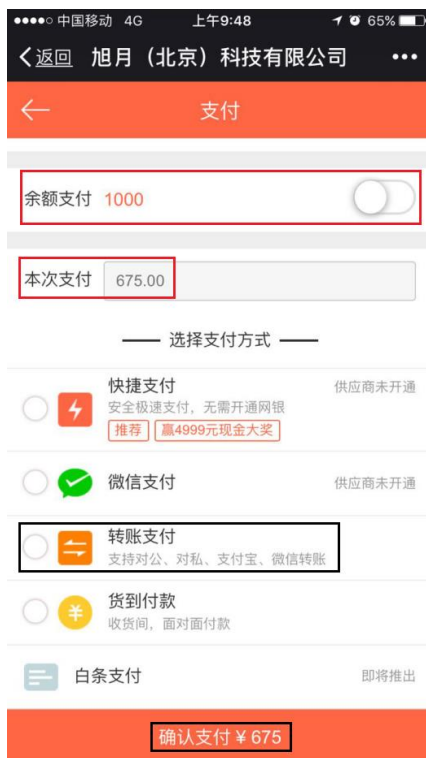 中国移动 4G 上午9:48 65%
返回 旭月（北京）科技有限公司
支付
余额支付 1000
本次支付 675.00
选择支付方式
快捷支付 供应商未开通
安全极速支付，无需开通网银
推荐 赢4999元现金大奖
微信支付 供应商未开通
转账支付
支持对公、对私、支付宝、微信转账
货到付款
收货间，面对面付款
白条支付 即将推出
确认支付 ¥ 675